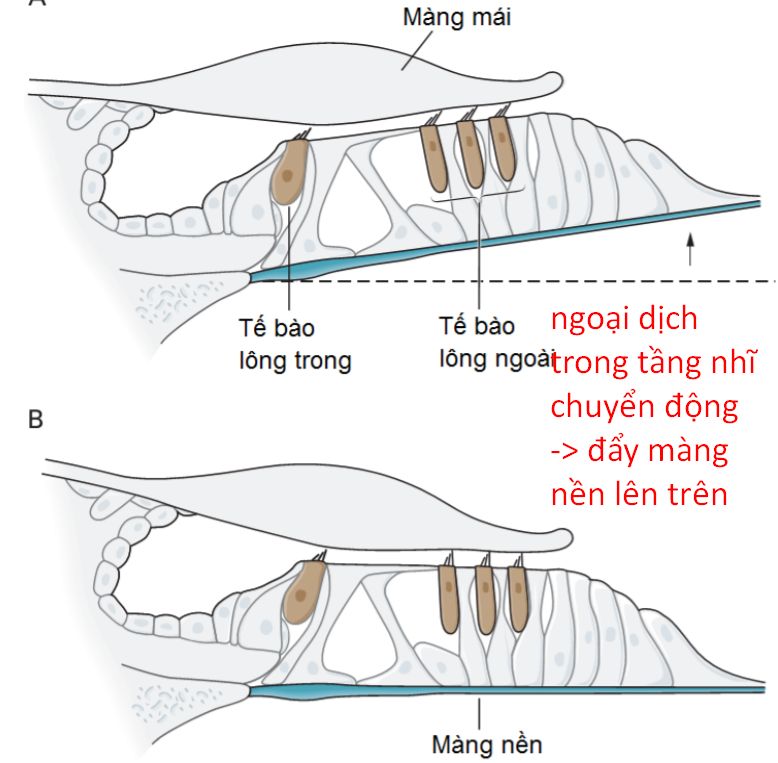 A
Màng mái
Tế bào
lông trong
Tế bào
lông ngoài
ngoại dịch
trong tầng nhĩ
chuyển động
-> đẩy màng
nền lên trên
B
Màng nền